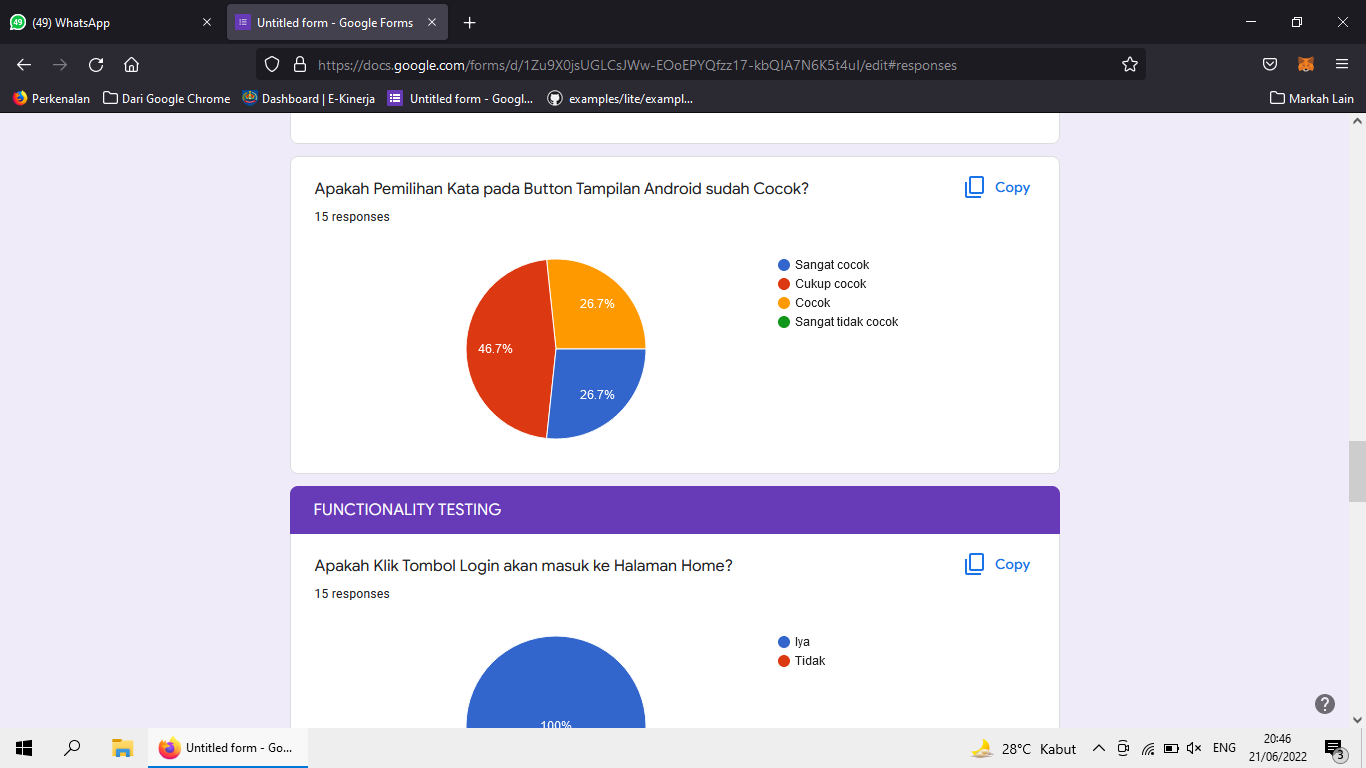 49
(49) WhatsApp
Untitled form - Google Forms
https://docs.google.com/forms/d/1Zu9X0jsUGLCsJWw-EOoEPYQfzz17-kbQIA7N6K5t4uI/edit#responses
Perkenalan
Dari Google Chrome
Dashboard | E-Kinerja
Untitled form - Googl...
examples/lite/exampl...
Markah Lain
Apakah Pemilihan Kata pada Button Tampilan Android sudah Cocok?
Copy
15 responses
26.7%
46.7%
26.7%
Sangat cocok
Cukup cocok
Cocok
Sangat tidak cocok
FUNCTIONALITY TESTING
Apakah Klik Tombol Login akan masuk ke Halaman Home?
Copy
15 responses
100%
Iya
Tidak
Untitled form - Go...
28°C Kabut
ENG
20:46
21/06/2022
3